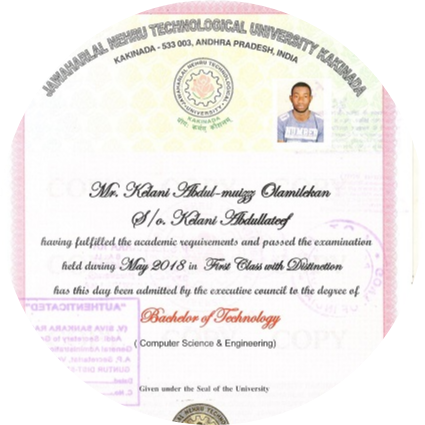 JAWAHARLAL NEHRU TECHNOLOGICAL UNIVERSITY KAKINADA
KAKINADA - 533 003, ANDHRA PRADESH, INDIA
KAKINADA
Mr. Kelani Abdul-muizz Olamilekan
S/o. Kelani Abdullateef
having fulfilled the academic requirements and passed the examination
held during May 2018 in First Class with Distinction
has this day been admitted by the executive council to the degree of
Bachelor of Technology
( Computer Science & Engineering)
"AUTHENTICATED"
Given under the Seal of the University